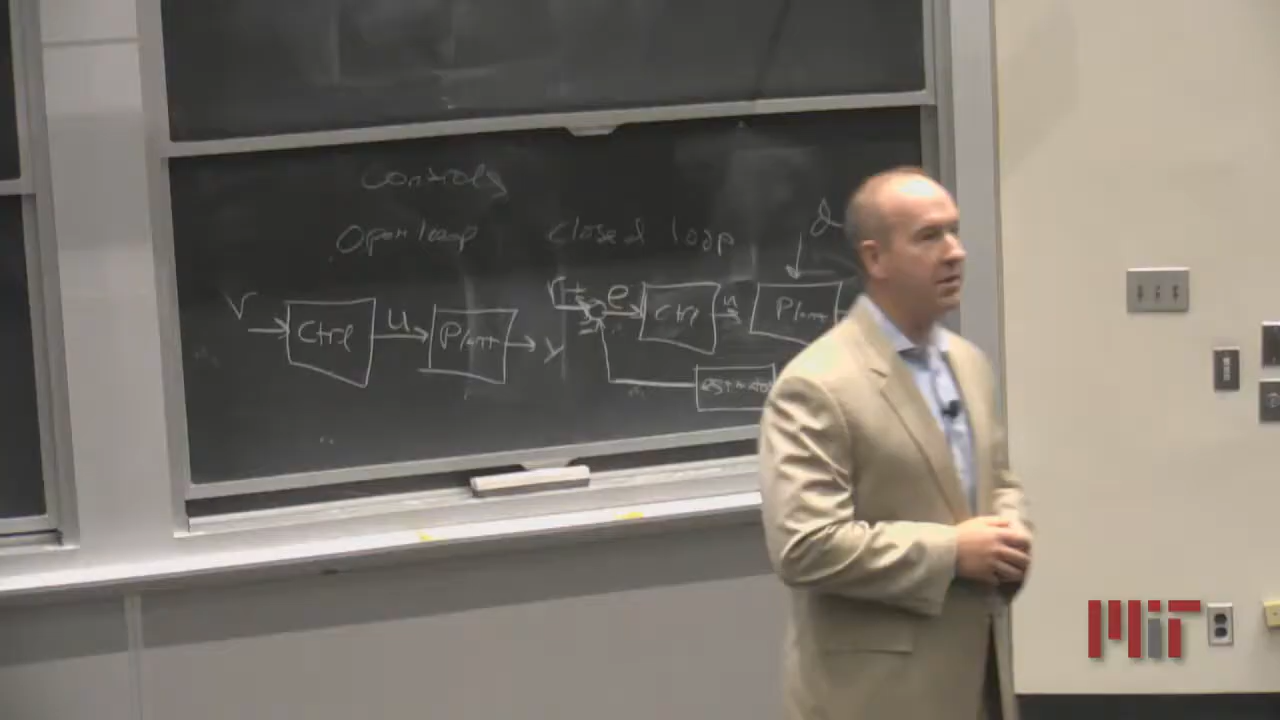 Controls
Open loop
Closed loop
d
r Ctrl u Plant y
r + e Ctrl u Plant
-
estimator
MIT